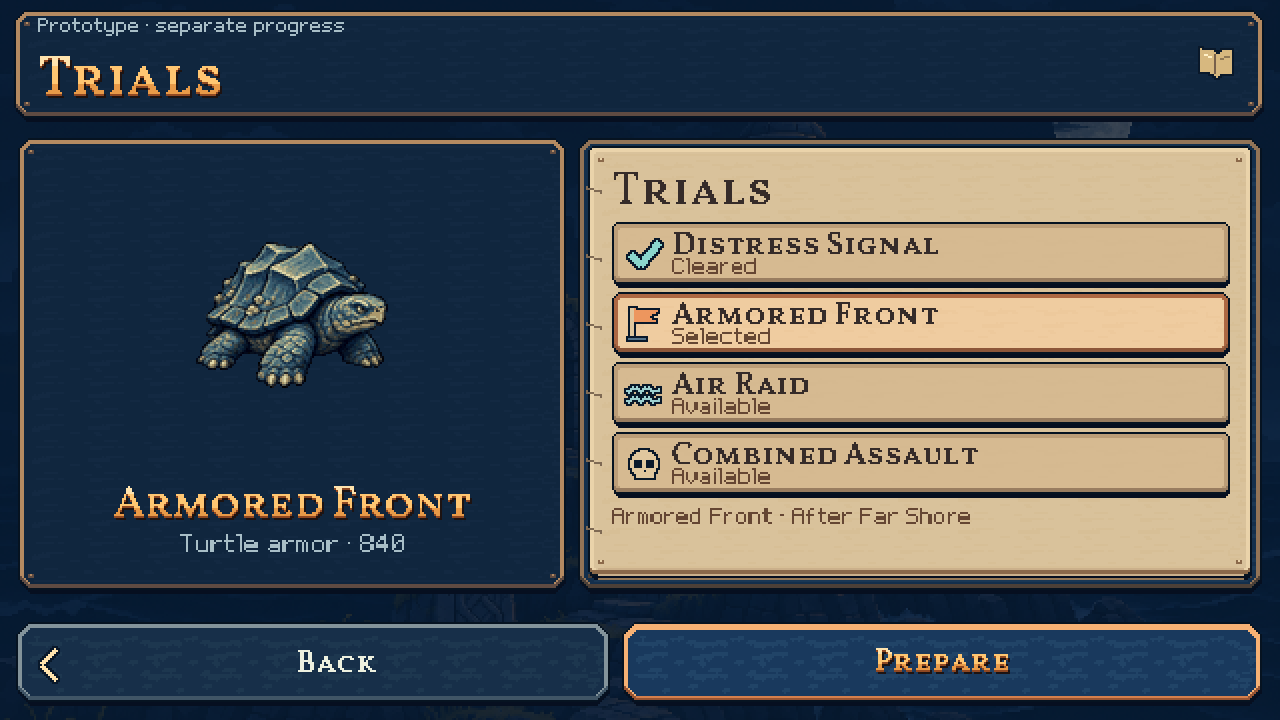 Prototype · separate progress
Trials
Armored Front
Turtle armor · 840
Trials
Distress Signal
Cleared
Armored Front
Selected
Air Raid
Available
Combined Assault
Available
Armored Front · After Far Shore
Back
Prepare